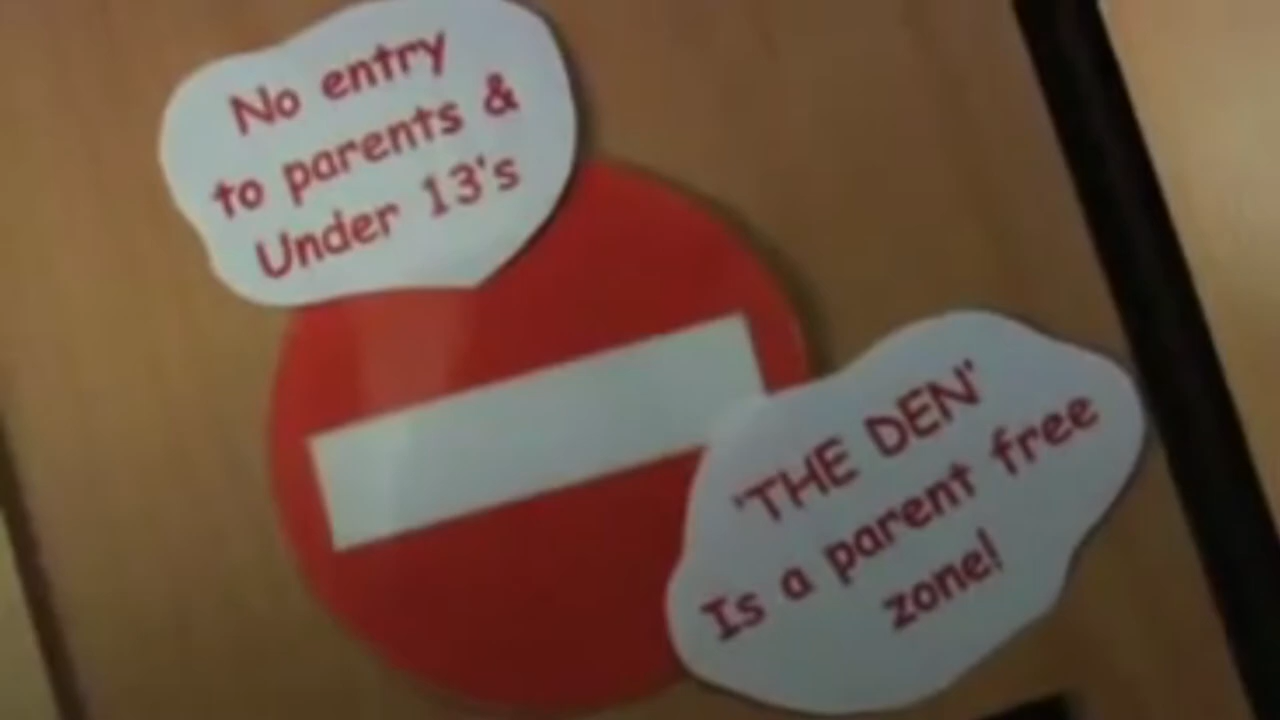 No entry
to parents &
Under 13's
'THE DEN'
Is a parent free
zone!